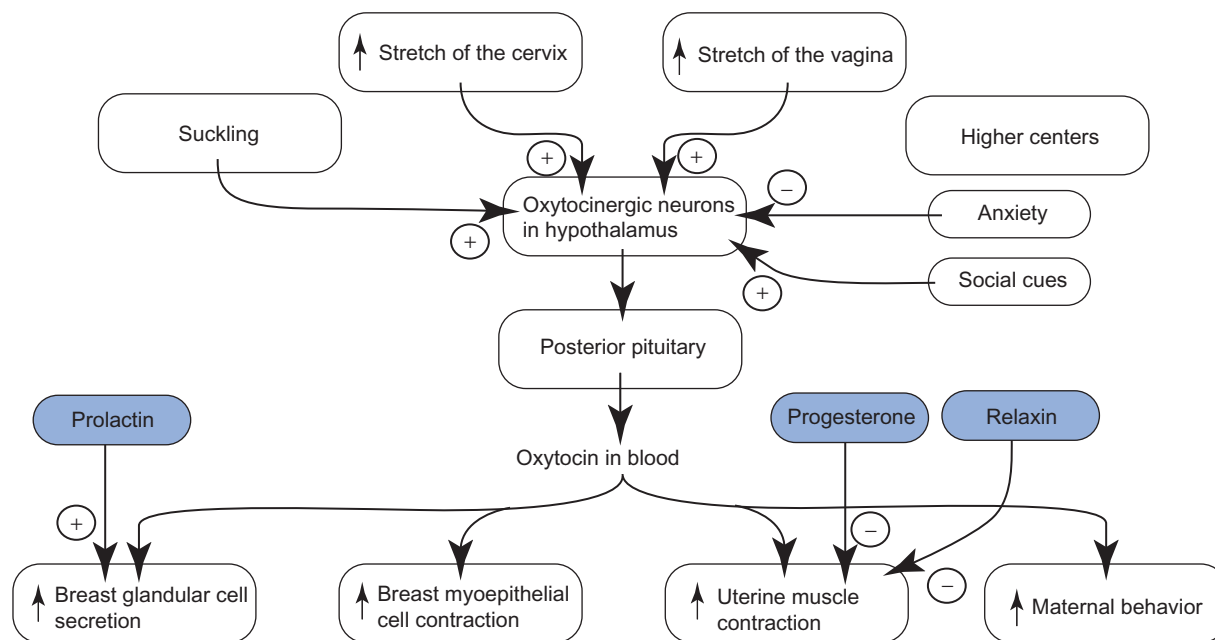 Stretch of the cervix
Stretch of the vagina
Suckling
Higher centers
+
+
−
Oxytocinergic neurons
in hypothalamus
Anxiety
+
Social cues
+
Posterior pituitary
Prolactin
Progesterone
Relaxin
Oxytocin in blood
+
−
−
Breast glandular cell
secretion
Breast myoepithelial
cell contraction
Uterine muscle
contraction
Maternal behavior